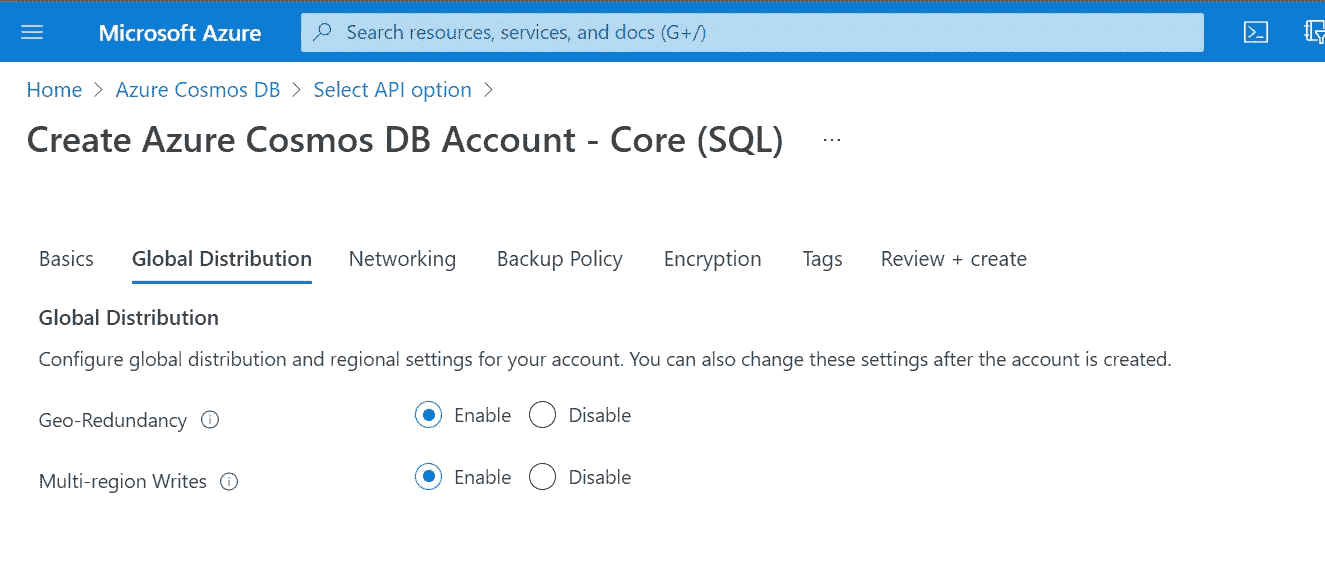 Microsoft Azure Search resources, services, and docs (G+/)
Home > Azure Cosmos DB > Select API option >
Create Azure Cosmos DB Account - Core (SQL) ...
Basics Global Distribution Networking Backup Policy Encryption Tags Review + create
Global Distribution
Configure global distribution and regional settings for your account. You can also change these settings after the account is created.
Geo-Redundancy Enable Disable
Multi-region Writes Enable Disable